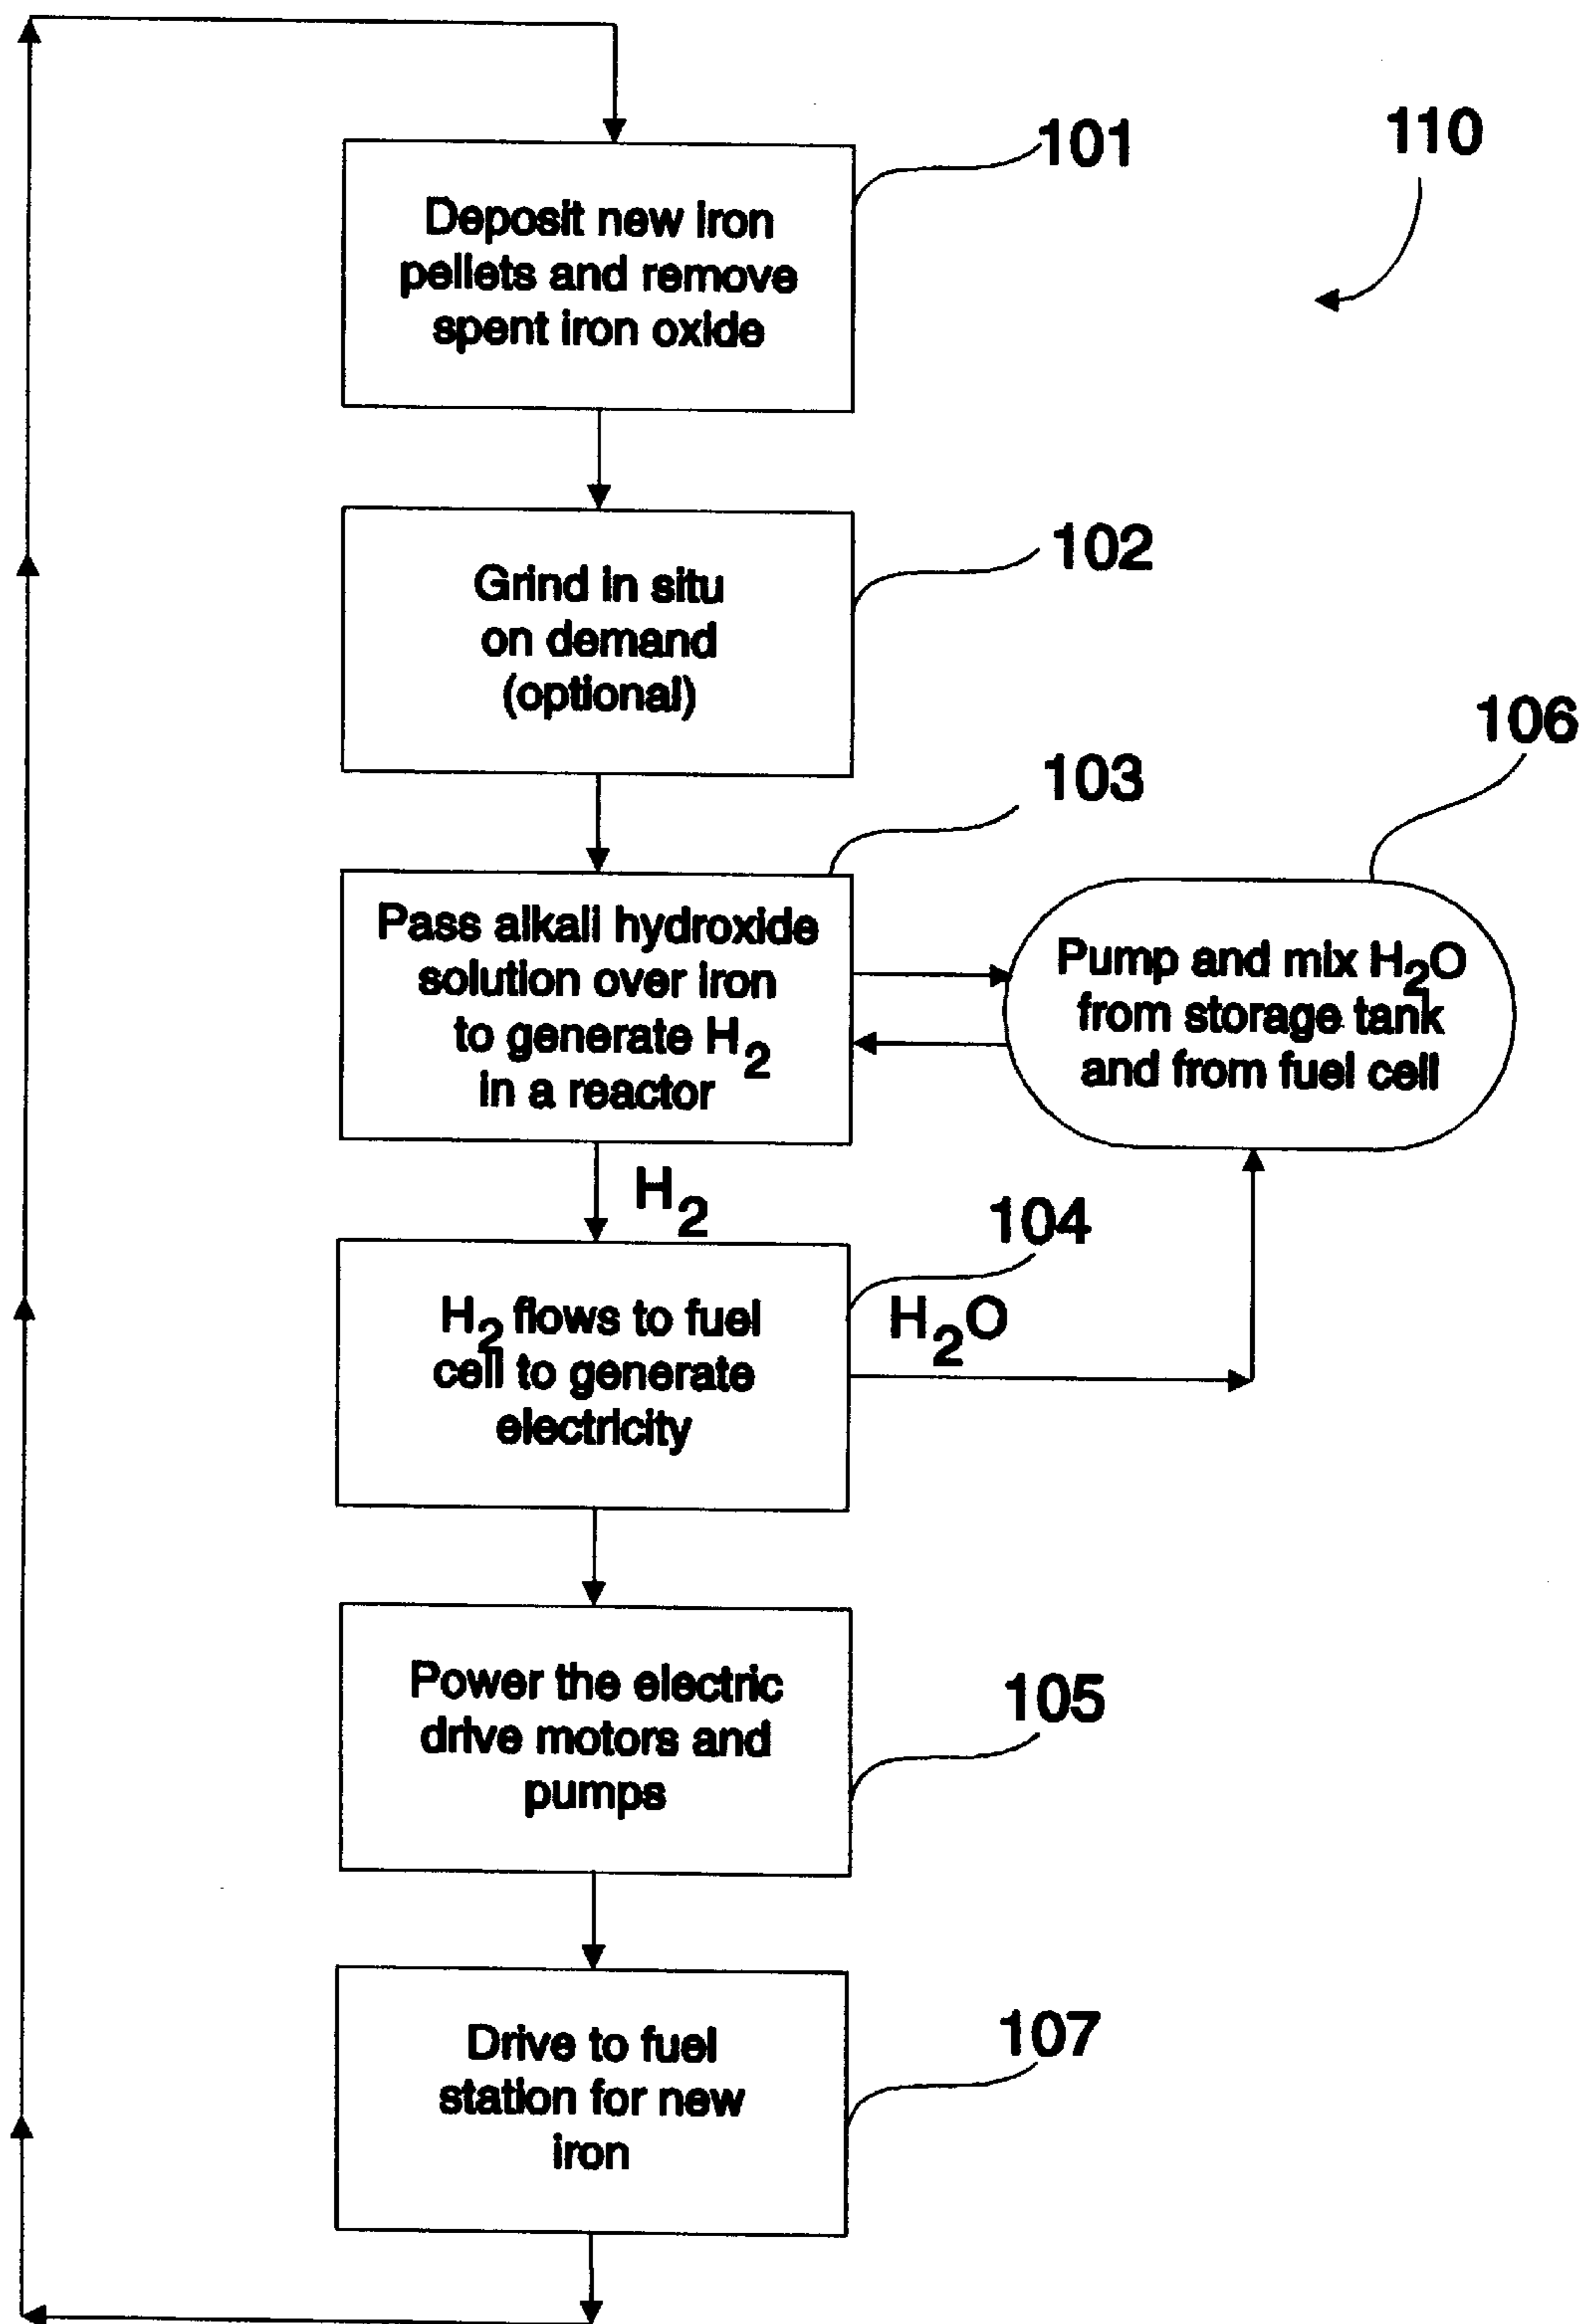 101
110
Deposit new iron
pellets and remove
spent iron oxide
102
Grind in situ
on demand
(optional)
106
103
Pass alkali hydroxide
solution over iron
to generate H2
in a reactor
Pump and mix H2O
from storage tank
and from fuel cell
H2
104
H2 flows to fuel
cell to generate
electricity
H2O
105
Power the electric
drive motors and
pumps
107
Drive to fuel
station for new
iron